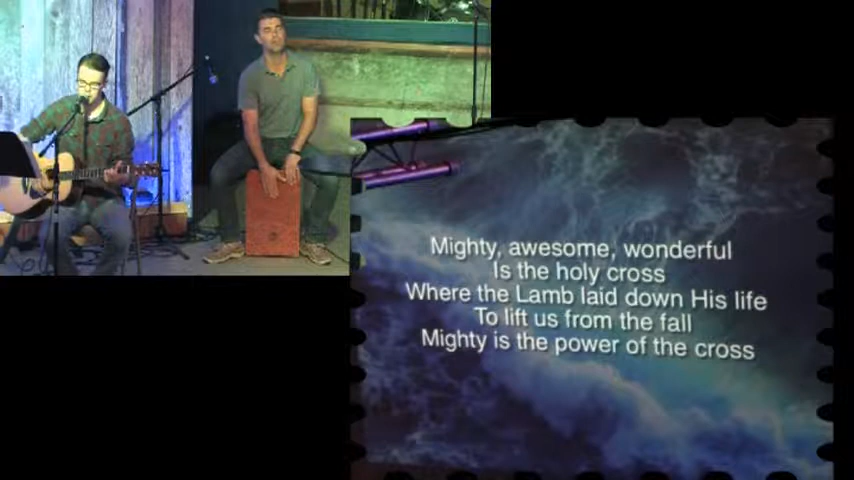 Mighty, awesome, wonderful
Is the holy cross
Where the Lamb laid down His life
To lift us from the fall
Mighty is the power of the cross